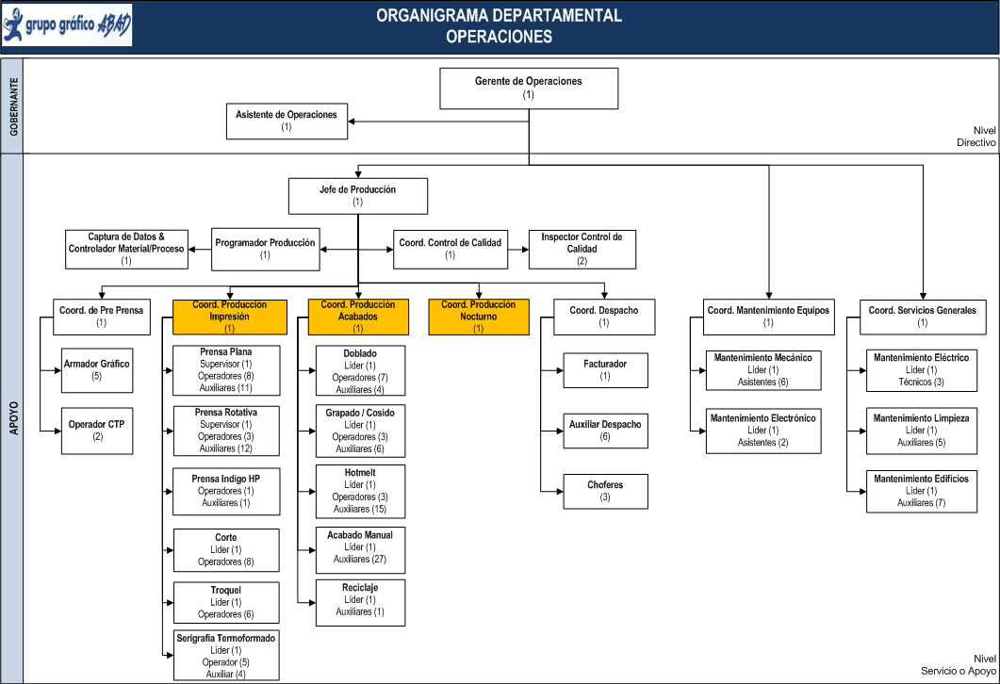 grupo gráfico ABAD
ORGANIGRAMA DEPARTAMENTAL
OPERACIONES
GOBERNANTE
Gerente de Operaciones
(1)
Asistente de Operaciones
(1)
Nivel
Directivo
APOYO
Jefe de Producción
(1)
Captura de Datos &
Controlador Material/Proceso
(1)
Programador Producción
(1)
Coord. Control de Calidad
(1)
Inspector Control de
Calidad
(2)
Coord. de Pre Prensa
(1)
Coord. Producción
Impresión
(1)
Coord. Producción
Acabados
(1)
Coord. Producción
Nocturno
(1)
Coord. Despacho
(1)
Coord. Mantenimiento Equipos
(1)
Coord. Servicios Generales
(1)
Armador Gráfico
(5)
Operador CTP
(2)
Prensa Plana
Supervisor (1)
Operadores (8)
Auxiliares (11)
Prensa Rotativa
Supervisor (1)
Operadores (3)
Auxiliares (12)
Prensa Indigo HP
Operadores (1)
Auxiliares (1)
Corte
Líder (1)
Operadores (8)
Troquel
Líder (1)
Operadores (6)
Serigrafía Termoformado
Líder (1)
Operador (5)
Auxiliar (4)
Doblado
Líder (1)
Operadores (7)
Auxiliares (4)
Grapado / Cosido
Líder (1)
Operadores (3)
Auxiliares (6)
Hotmelt
Líder (1)
Operadores (3)
Auxiliares (15)
Acabado Manual
Líder (1)
Auxiliares (27)
Reciclaje
Líder (1)
Auxiliares (1)
Facturador
(1)
Auxiliar Despacho
(6)
Choferes
(3)
Mantenimiento Mecánico
Líder (1)
Asistentes (6)
Mantenimiento Electrónico
Líder (1)
Asistentes (2)
Mantenimiento Eléctrico
Líder (1)
Técnicos (3)
Mantenimiento Limpieza
Líder (1)
Auxiliares (5)
Mantenimiento Edificios
Líder (1)
Auxiliares (7)
Nivel
Servicio o Apoyo